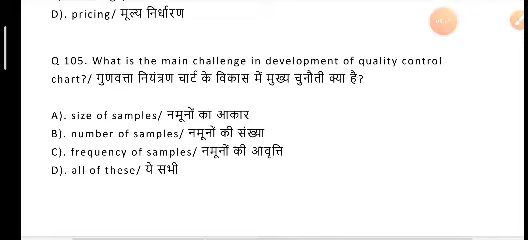 D). pricing/ मूल्य निर्धारण
Q 105. What is the main challenge in development of quality control
chart?/ गुणवत्ता नियंत्रण चार्ट के विकास में मुख्य चुनौती क्या है?
A). size of samples/ नमूनों का आकार
B). number of samples/ नमूनों की संख्या
C). frequency of samples/ नमूनों की आवृत्ति
D). all of these/ ये सभी